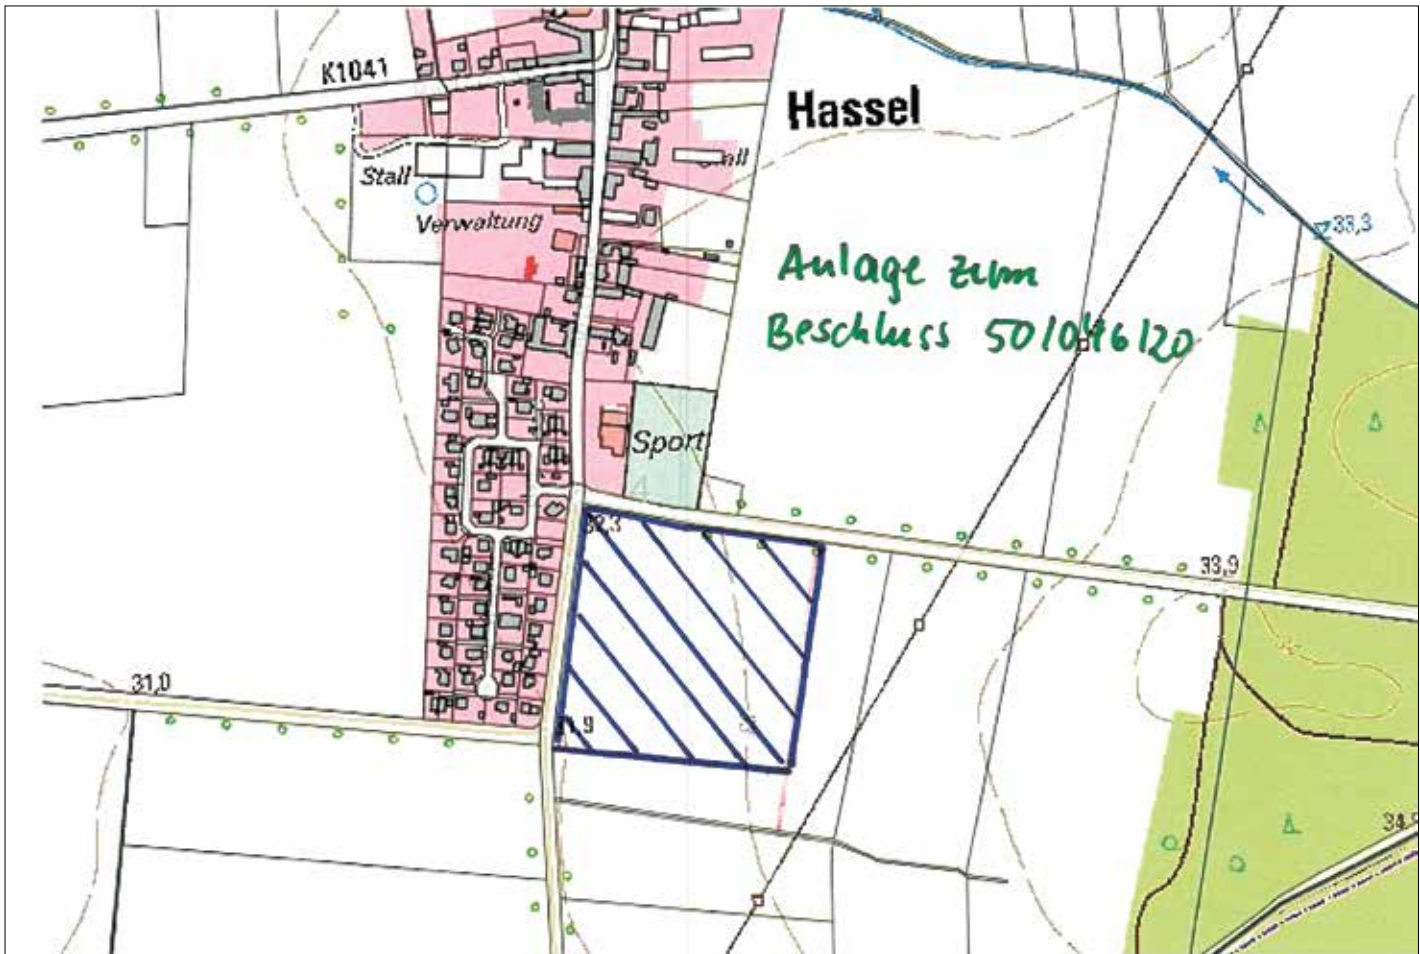 K1041
Hassel
Stall
Verwaltung
33,3
Anlage zum
Beschluss 50/046/20
Sport
4
32,3
33,9
31,0
34,9